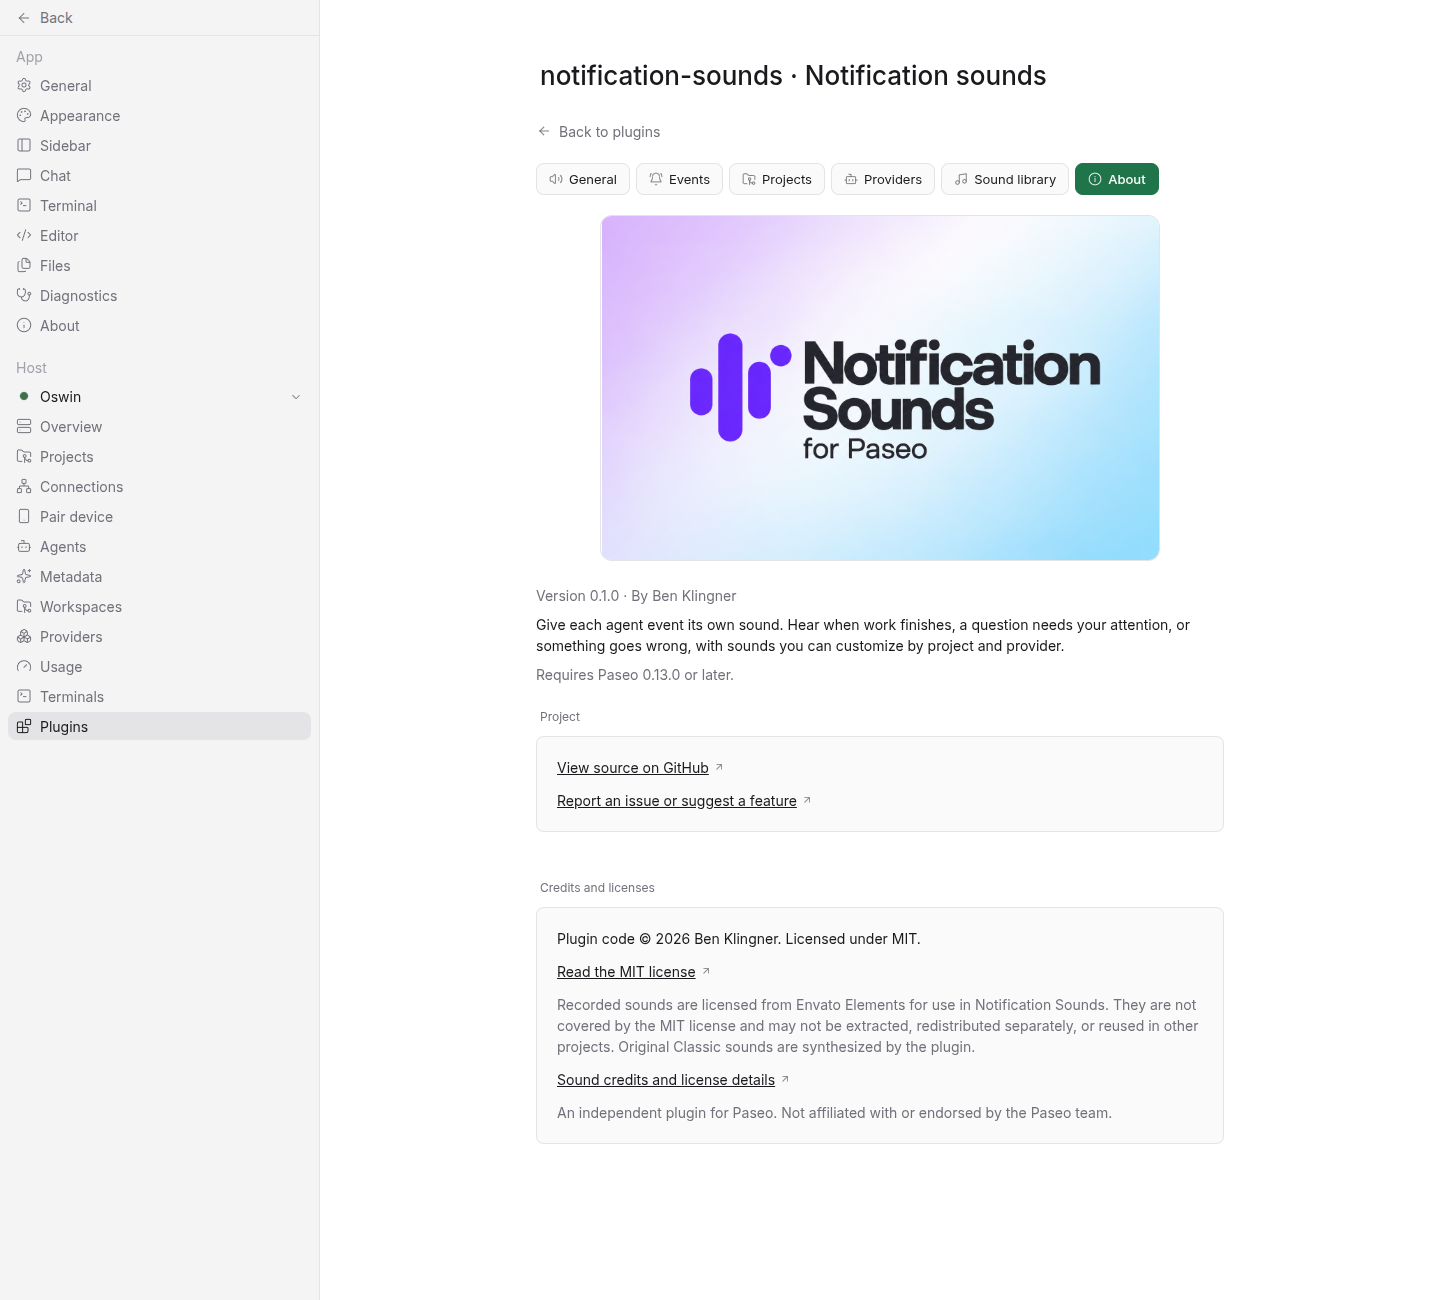 Back
App
General
Appearance
Sidebar
Chat
Terminal
Editor
Files
Diagnostics
About
Host
Oswin
Overview
Projects
Connections
Pair device
Agents
Metadata
Workspaces
Providers
Usage
Terminals
Plugins
notification-sounds · Notification sounds
Back to plugins
General
Events
Projects
Providers
Sound library
About
Notification
Sounds
for Paseo
Version 0.1.0 · By Ben Klingner
Give each agent event its own sound. Hear when work finishes, a question needs your attention, or
something goes wrong, with sounds you can customize by project and provider.
Requires Paseo 0.13.0 or later.
Project
View source on GitHub
Report an issue or suggest a feature
Credits and licenses
Plugin code © 2026 Ben Klingner. Licensed under MIT.
Read the MIT license
Recorded sounds are licensed from Envato Elements for use in Notification Sounds. They are not
covered by the MIT license and may not be extracted, redistributed separately, or reused in other
projects. Original Classic sounds are synthesized by the plugin.
Sound credits and license details
An independent plugin for Paseo. Not affiliated with or endorsed by the Paseo team.